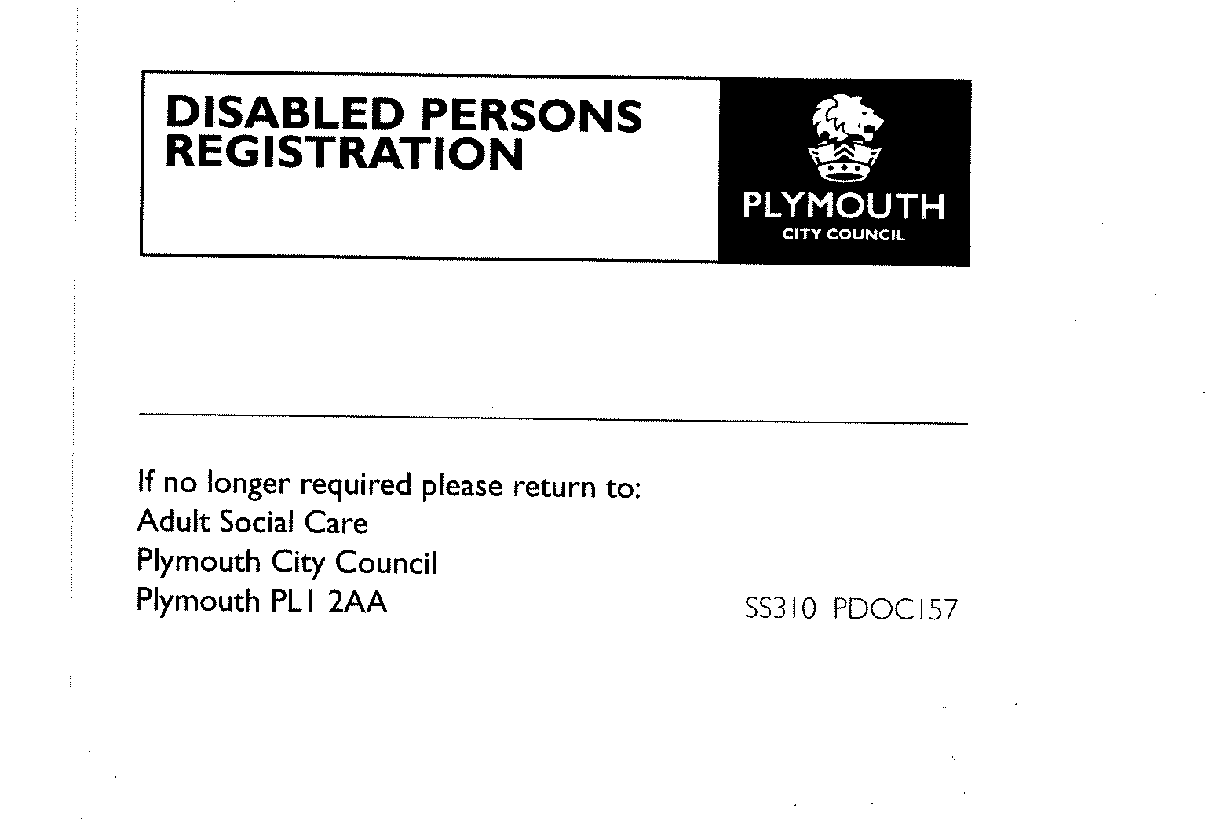 DISABLED PERSONS
REGISTRATION
PLYMOUTH
CITY COUNCIL
If no longer required please return to:
Adult Social Care
Plymouth City Council
Plymouth PL1 2AA
SS310 PDOC157